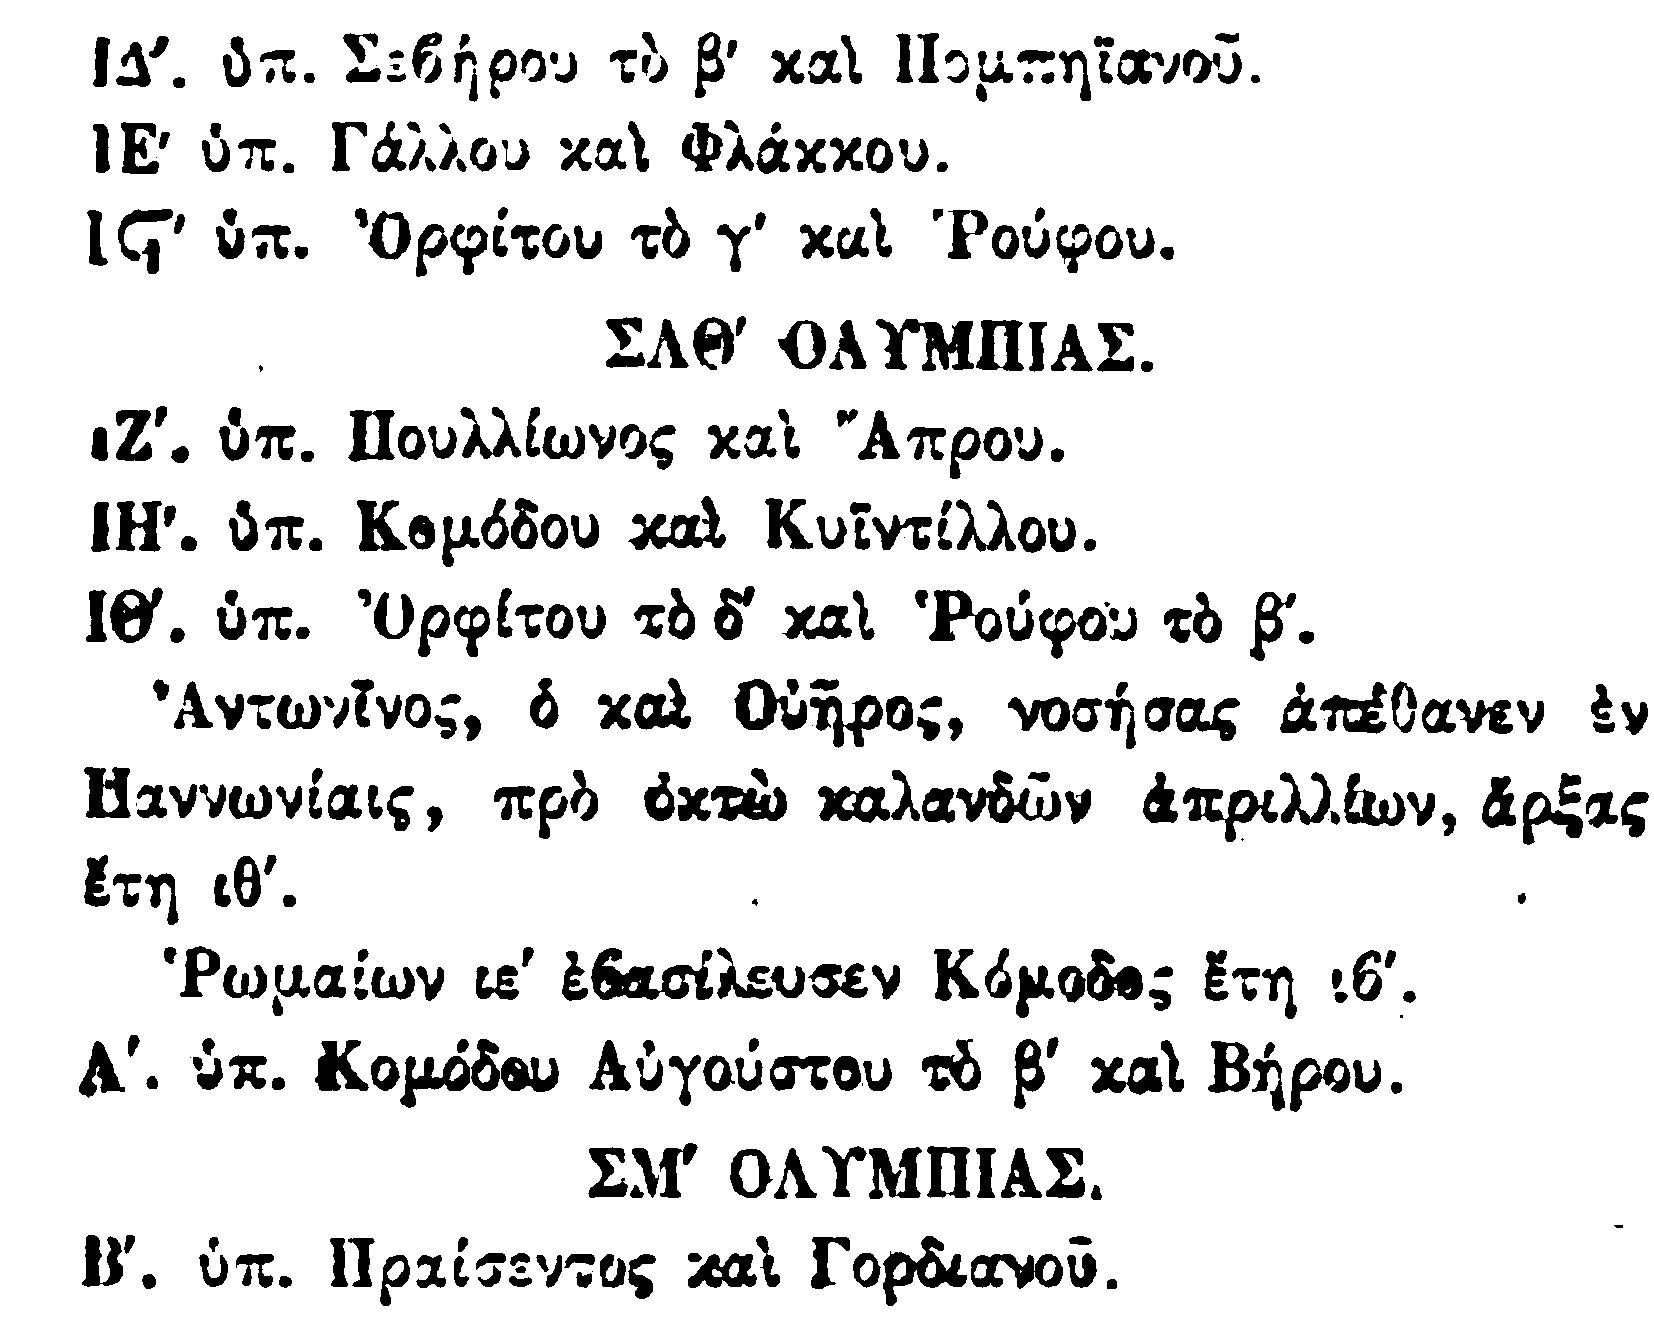 ΙΔ′. ὑπ. Σεϐήρου τὸ β′ καὶ Πομπηϊανοῦ.
ΙΕ′ ὑπ. Γάλλου καὶ Φλάκκου.
ΙϚ′ ὑπ. Ὀρφίτου τὸ γ′ καὶ Ῥούφου.
ΣΛΘ′ ΟΛΥΜΠΙΑΣ.
ΙΖ′. ὑπ. Πουλλίωνος καὶ Ἄπρου.
ΙΗ′. ὑπ. Κομόδου καὶ Κυϊντίλλου.
ΙΘ′. ὑπ. Ὀρφίτου τὸ δ′ καὶ Ῥούφου τὸ β′.
Ἀντωνῖνος, ὁ καὶ Οὐῆρος, νοσήσας ἀπέθανεν ἐν
Παννωνίαις, πρὸ ὀκτὼ καλανδῶν ἀπριλλίων, ἄρξας
ἔτη ιθ′.
Ῥωμαίων ιε′ ἐϐασίλευσεν Κόμοδος ἔτη ιϐ′.
Α′. ὑπ. Κομόδου Αὐγούστου τὸ β′ καὶ Βήρου.
ΣΜ′ ΟΛΥΜΠΙΑΣ.
Β′. ὑπ. Πραίσεντος καὶ Γορδιανοῦ.